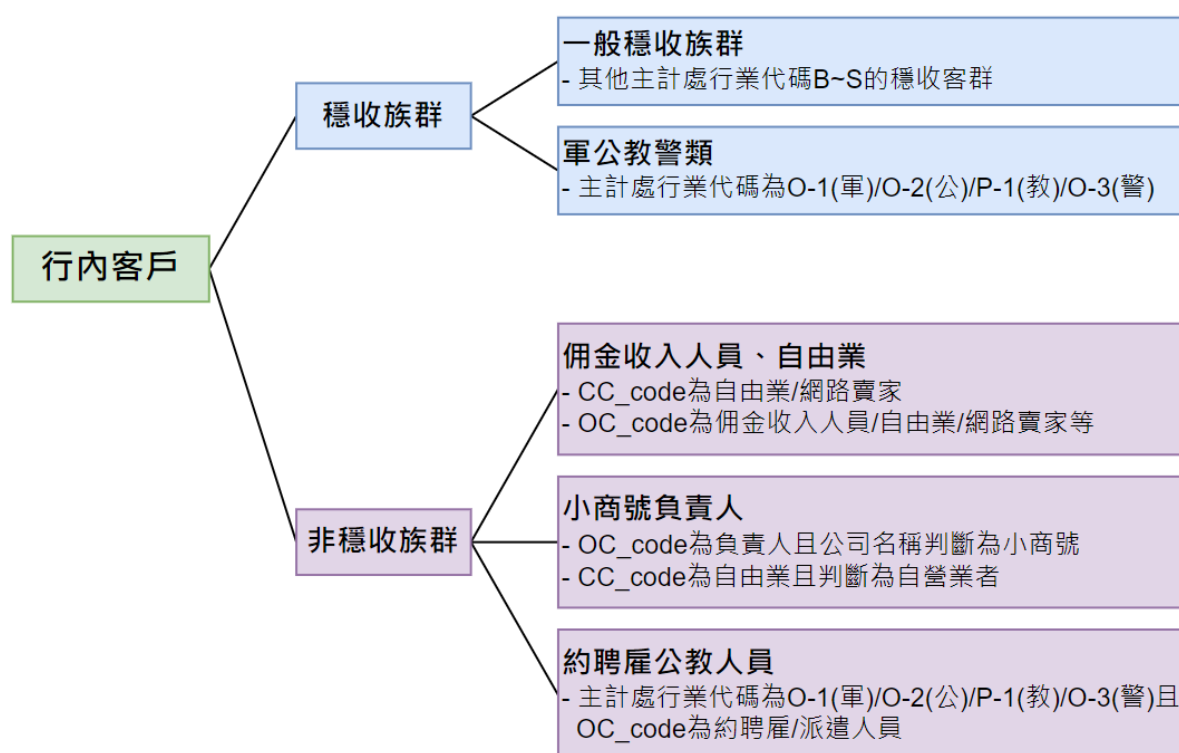 行內客戶
穩收族群
一般穩收族群
- 其他主計處行業代碼B~S的穩收客群
軍公教警類
- 主計處行業代碼為O-1(軍)/O-2(公)/P-1(教)/O-3(警)
非穩收族群
佣金收入人員、自由業
- CC_code為自由業/網路賣家
- OC_code為佣金收入人員/自由業/網路賣家等
小商號負責人
- OC_code為負責人且公司名稱判斷為小商號
- CC_code為自由業且判斷為自營業者
約聘雇公教人員
- 主計處行業代碼為O-1(軍)/O-2(公)/P-1(教)/O-3(警)且
OC_code為約聘雇/派遣人員